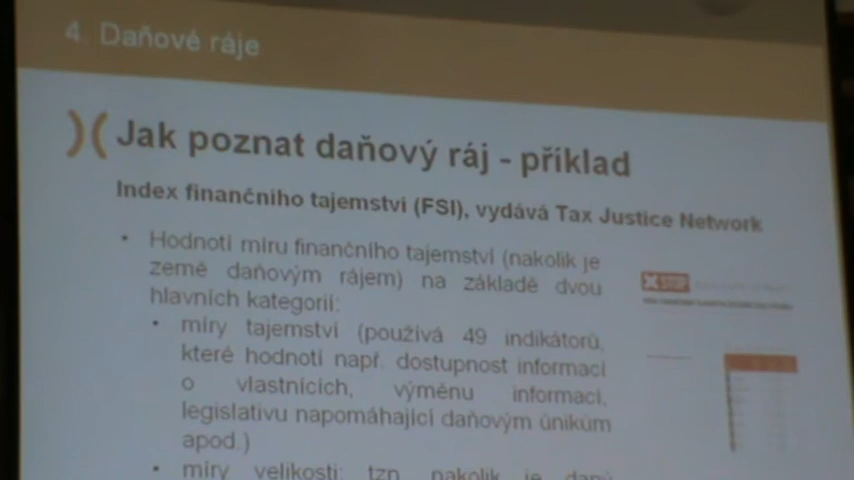 4. Daňové ráje
Jak poznat daňový ráj - příklad
Index finančního tajemství (FSI), vydává Tax Justice Network
• Hodnotí míru finančního tajemství (nakolik je
země daňovým rájem) na základě dvou
hlavních kategorií:
• míry tajemství (používá 49 indikátorů,
které hodnotí např. dostupnost informací
o vlastnících, výměnu informací,
legislativu napomáhající daňovým únikům
apod.)
• míry velikosti: tzn. nakolik je daný
STOP